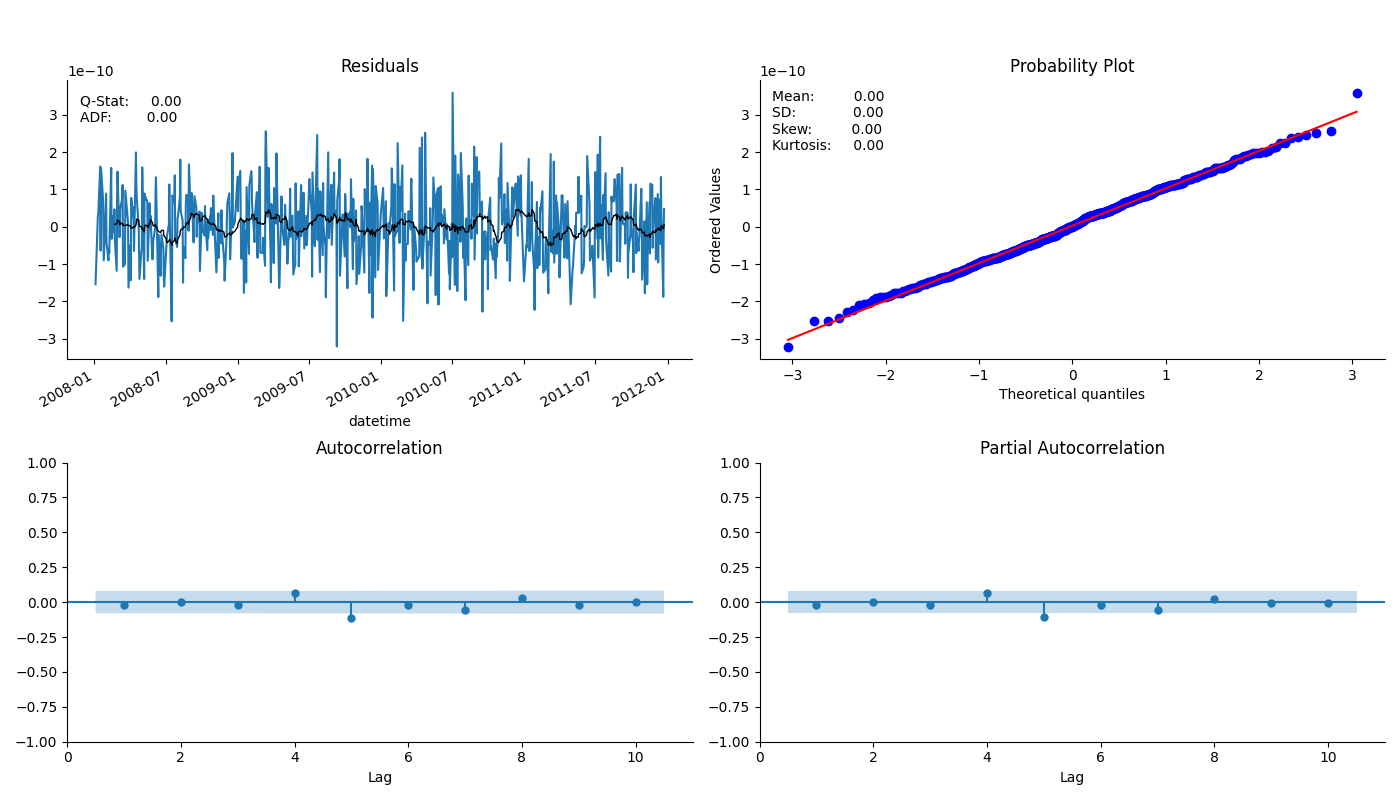 Residuals
1e−10
Q-Stat: 0.00
ADF: 0.00
3
2
1
0
−1
−2
−3
2008-01
2008-07
2009-01
2009-07
2010-01
2010-07
2011-01
2011-07
2012-01
datetime
Probability Plot
1e−10
Mean: 0.00
SD: 0.00
Skew: 0.00
Kurtosis: 0.00
Ordered Values
3
2
1
0
−1
−2
−3
−3 −2 −1 0 1 2 3
Theoretical quantiles
Autocorrelation
1.00
0.75
0.50
0.25
0.00
−0.25
−0.50
−0.75
−1.00
0 2 4 6 8 10
Lag
Partial Autocorrelation
1.00
0.75
0.50
0.25
0.00
−0.25
−0.50
−0.75
−1.00
0 2 4 6 8 10
Lag